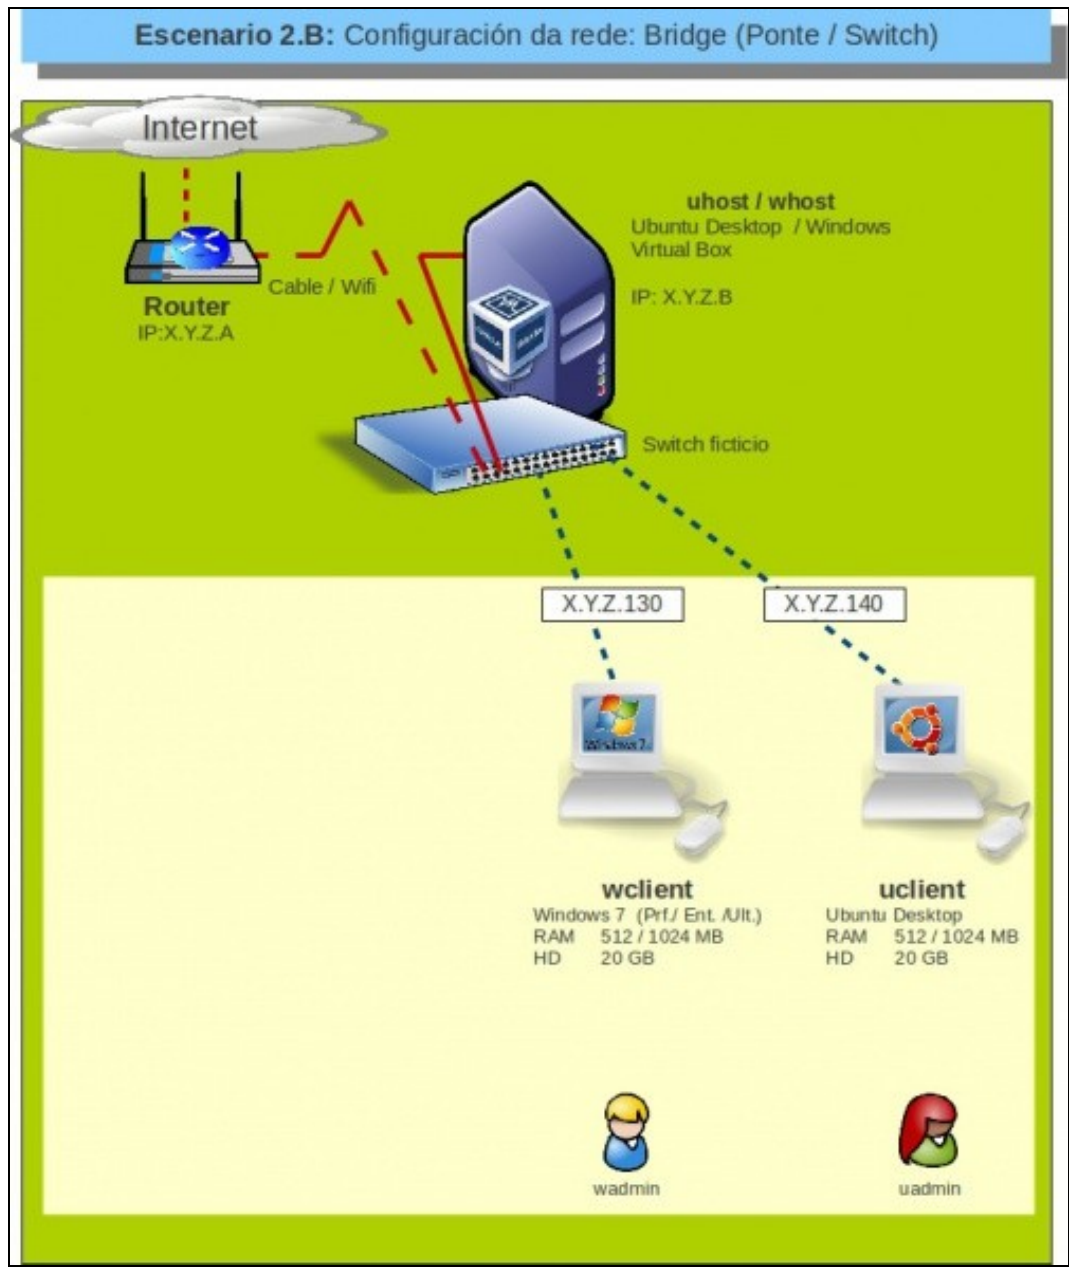 Escenario 2.B: Configuración da rede: Bridge (Ponte / Switch)
Internet
Cable / Wifi
Router
IP:X.Y.Z.A
uhost / whost
Ubuntu Desktop / Windows
Virtual Box
IP: X.Y.Z.B
Switch ficticio
X.Y.Z.130
X.Y.Z.140
Windows 7
wclient
Windows 7 (Prf./ Ent. /Ult.)
RAM 512 / 1024 MB
HD 20 GB
uclient
Ubuntu Desktop
RAM 512 / 1024 MB
HD 20 GB
wadmin
uadmin